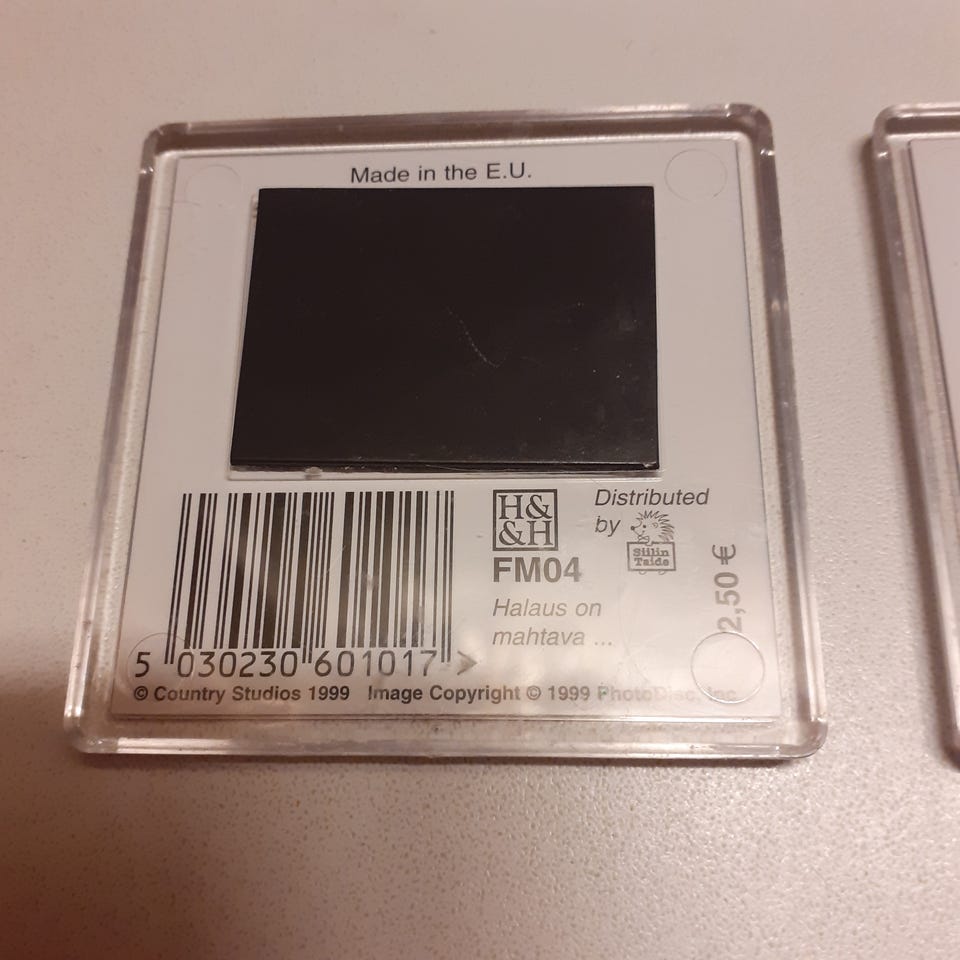 Made in the E.U.
H&
&H
Distributed
by
Siilin
Taide
FM04
Halaus on
mahtava ...
2,50 €
5 030230 601017 >
© Country Studios 1999 Image Copyright © 1999 PhotoDisc, Inc